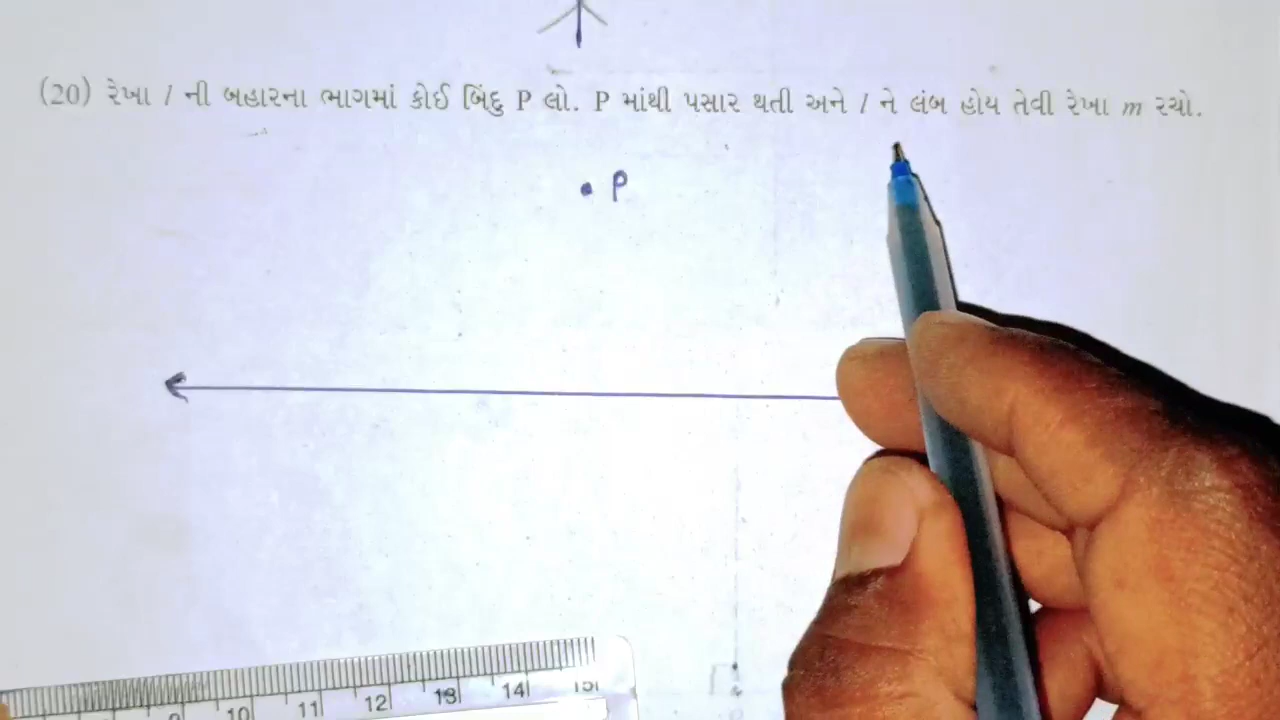 (20) રેખા l ની બહારના ભાગમાં કોઈ બિંદુ P લો. P માંથી પસાર થતી અને l ને લંબ હોય તેવી રેખા m રચો.
P
10 11 12 13 14 15